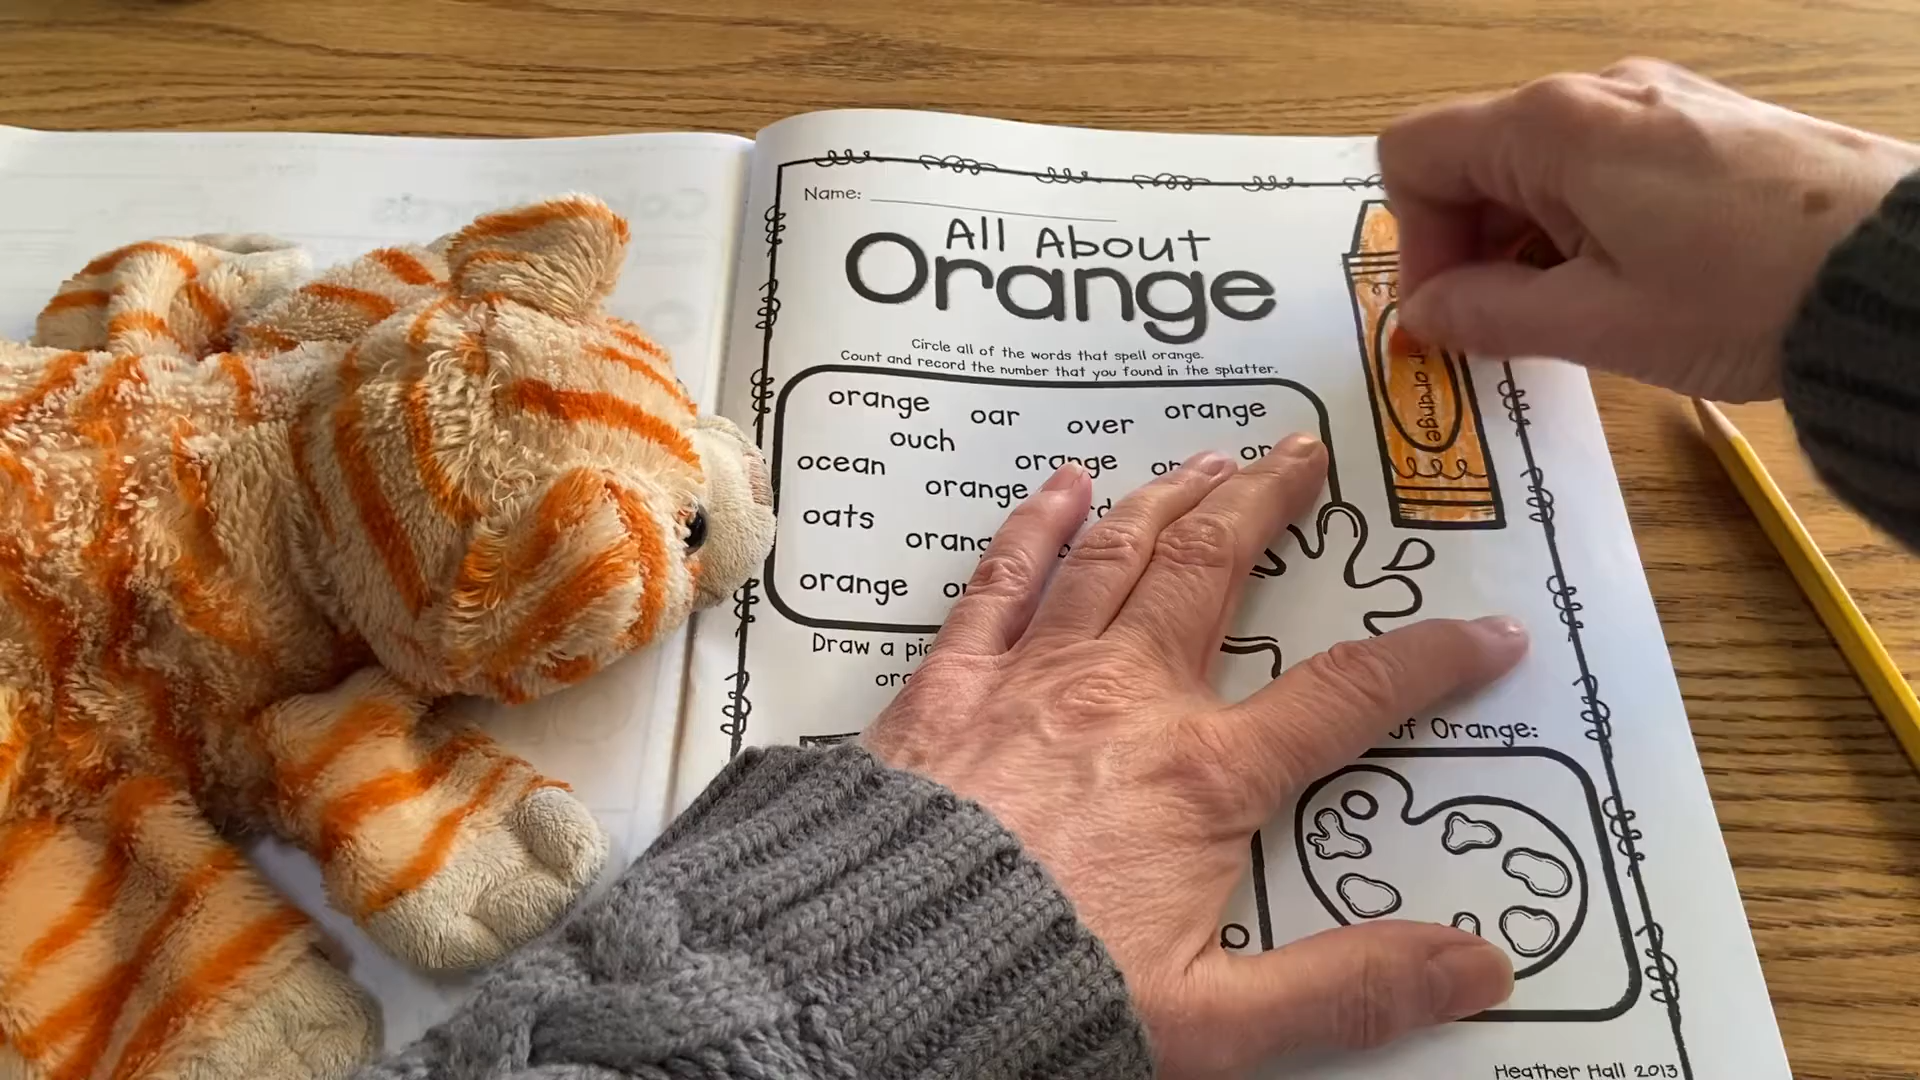 Name:
All About
Orange
Circle all of the words that spell orange.
Count and record the number that you found in the splatter.
orange oar over orange
ouch
ocean orange
orange
oats
orange
Draw a
of Orange:
orange
Heather Hall 2013